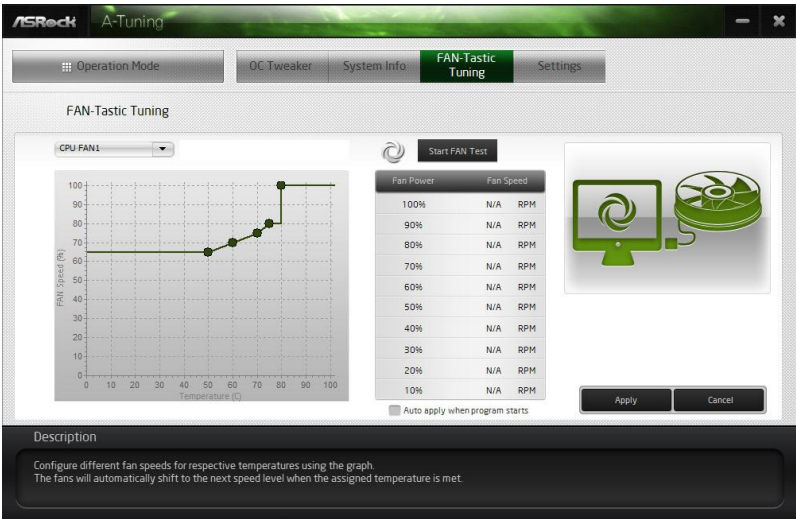 ASRock A-Tuning
Operation Mode OC Tweaker System Info FAN-Tastic Tuning Settings
FAN-Tastic Tuning
CPU FAN1
Start FAN Test
FAN Speed (%)
100
90
80
70
60
50
40
30
20
10
0
0 10 20 30 40 50 60 70 80 90 100
Temperature (C)
Fan Power Fan Speed
100% N/A RPM
90% N/A RPM
80% N/A RPM
70% N/A RPM
60% N/A RPM
50% N/A RPM
40% N/A RPM
30% N/A RPM
20% N/A RPM
10% N/A RPM
Auto apply when program starts
Apply Cancel
Description
Configure different fan speeds for respective temperatures using the graph.
The fans will automatically shift to the next speed level when the assigned temperature is met.